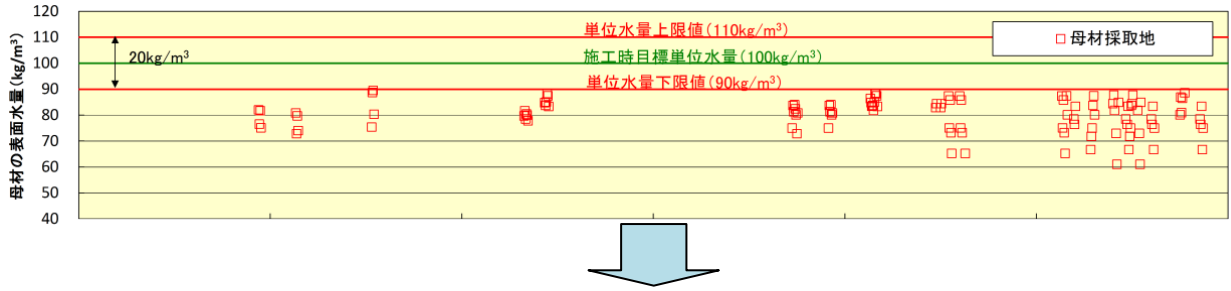 母材の表面水量(kg/m³)
120
110
100
90
80
70
60
50
40
20kg/m³
単位水量上限値(110kg/m³)
施工時目標単位水量(100kg/m³)
単位水量下限値(90kg/m³)
母材採取地